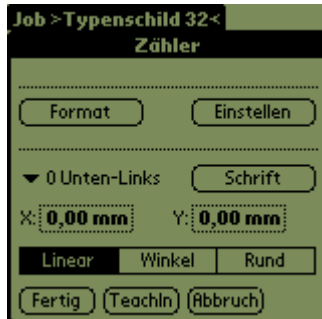 Job >Typenschild 32<
Zähler
Format Einstellen
0 Unten-Links Schrift
X: 0,00 mm Y: 0,00 mm
Linear Winkel Rund
Fertig TeachIn Abbruch